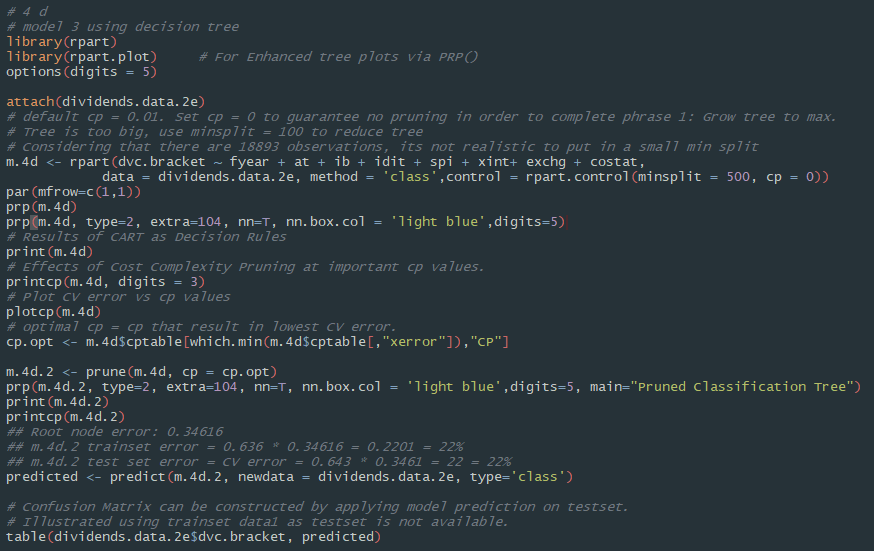 # 4 d
# model 3 using decision tree
library(rpart)
library(rpart.plot)     # For Enhanced tree plots via PRP()
options(digits = 5)
attach(dividends.data.2e)
# default cp = 0.01. Set cp = 0 to guarantee no pruning in order to complete phrase 1: Grow tree to max.
# Tree is too big, use minsplit = 100 to reduce tree
# Considering that there are 18893 observations, its not realistic to put in a small min split
m.4d <- rpart(dvc.bracket ~ fyear + at + ib + idit + spi + xint+ exchg + costat,
            data = dividends.data.2e, method = 'class',control = rpart.control(minsplit = 500, cp = 0))
par(mfrow=c(1,1))
prp(m.4d)
prp(m.4d, type=2, extra=104, nn=T, nn.box.col = 'light blue',digits=5)
# Results of CART as Decision Rules
print(m.4d)
# Effects of Cost Complexity Pruning at important cp values.
printcp(m.4d, digits = 3)
# Plot CV error vs cp values
plotcp(m.4d)
# optimal cp = cp that result in lowest CV error.
cp.opt <- m.4d$cptable[which.min(m.4d$cptable[,"xerror"]),"CP"]
m.4d.2 <- prune(m.4d, cp = cp.opt)
prp(m.4d.2, type=2, extra=104, nn=T, nn.box.col = 'light blue',digits=5, main="Pruned Classification Tree")
print(m.4d.2)
printcp(m.4d.2)
## Root node error: 0.34616
## m.4d.2 trainset error = 0.636 * 0.34616 = 0.2201 = 22%
## m.4d.2 test set error = CV error = 0.643 * 0.3461 = 22 = 22%
predicted <- predict(m.4d.2, newdata = dividends.data.2e, type='class')
# Confusion Matrix can be constructed by applying model prediction on testset.
# Illustrated using trainset data1 as testset is not available.
table(dividends.data.2e$dvc.bracket, predicted)